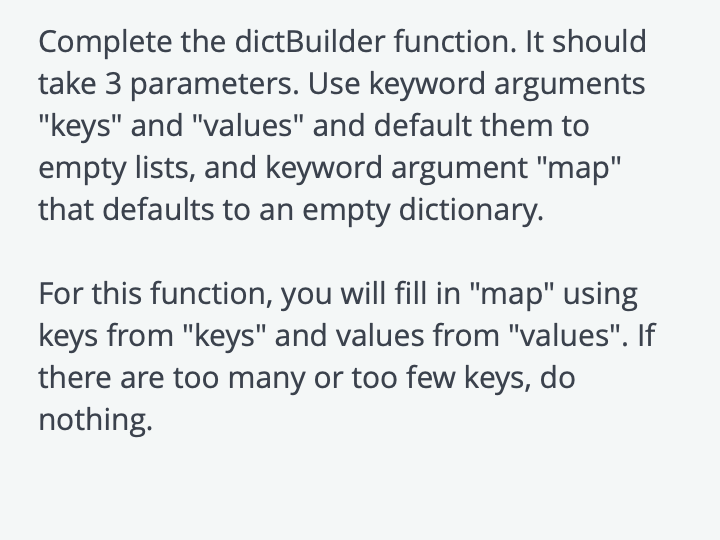 Complete the dictBuilder function. It should
take 3 parameters. Use keyword arguments
"keys" and "values" and default them to
empty lists, and keyword argument "map"
that defaults to an empty dictionary.
For this function, you will fill in "map" using
keys from "keys" and values from "values". If
there are too many or too few keys, do
nothing.